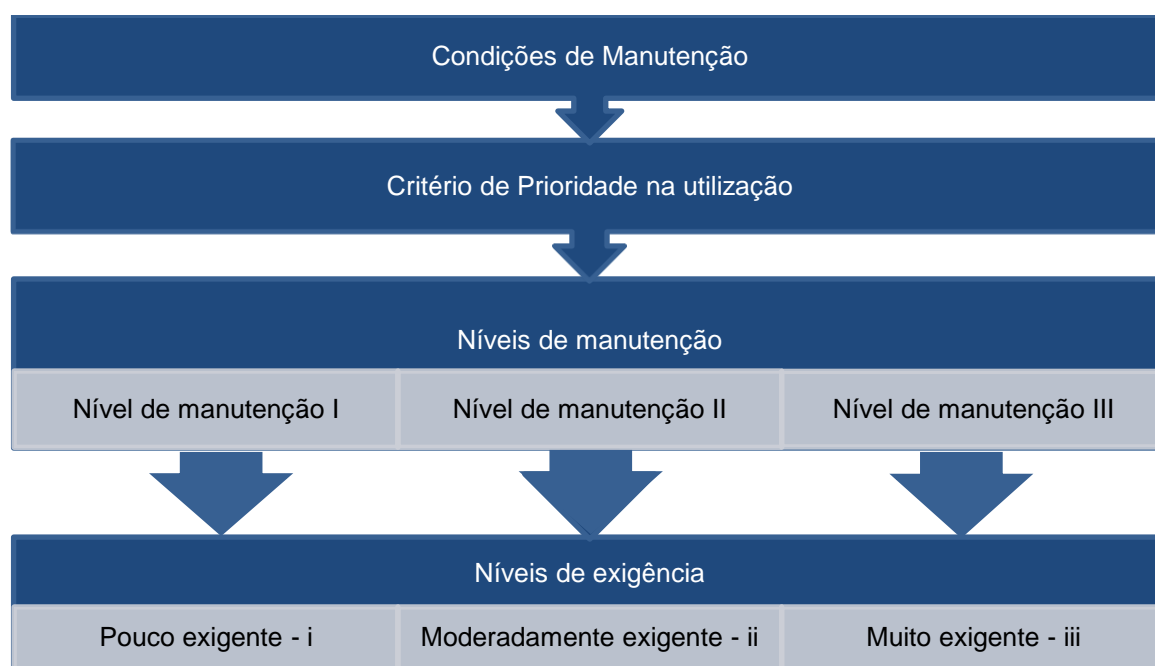 Condições de Manutenção
Critério de Prioridade na utilização
Níveis de manutenção
Nível de manutenção I
Nível de manutenção II
Nível de manutenção III
Níveis de exigência
Pouco exigente - i
Moderadamente exigente - ii
Muito exigente - iii